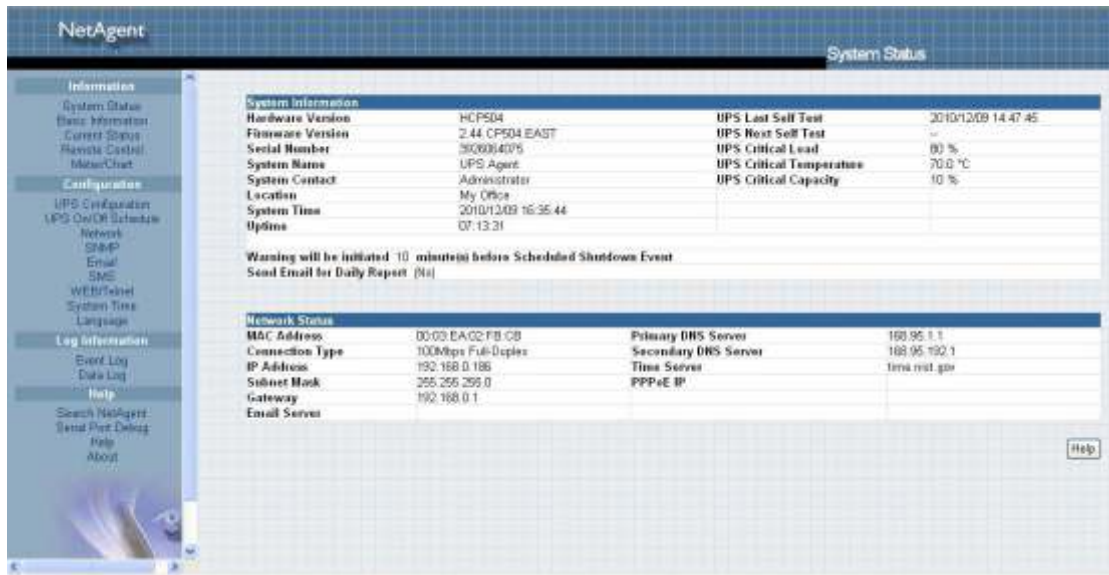 NetAgent
System Status
Information
System Status
Basic Information
Current Status
Remote Control
Meter/Chart
Configuration
UPS Configuration
UPS On/Off Schedule
Network
SNMP
Email
SMS
WEB/Telnet
System Time
Language
Log Information
Event Log
Data Log
Help
Search NetAgent
Serial Port Debug
Help
About
System Information
Hardware Version HCP504 UPS Last Self Test 2010/12/09 14:47:45
Firmware Version 2.44.CP504.EAST UPS Next Self Test --
Serial Number 3926064075 UPS Critical Load 80 %
System Name UPS Agent UPS Critical Temperature 70.0 °C
System Contact Administrator UPS Critical Capacity 10 %
Location My Office
System Time 2010/12/09 16:35:44
Uptime 07:13:31
Warning will be initiated 10 minute(s) before Scheduled Shutdown Event
Send Email for Daily Report (No)
Network Status
MAC Address 00:03:EA:02:FB:CB Primary DNS Server 168.95.1.1
Connection Type 100Mbps Full-Duplex Secondary DNS Server 168.95.192.1
IP Address 192.168.0.186 Time Server time.nist.gov
Subnet Mask 255.255.255.0 PPPoE IP
Gateway 192.168.0.1
Email Server
Help